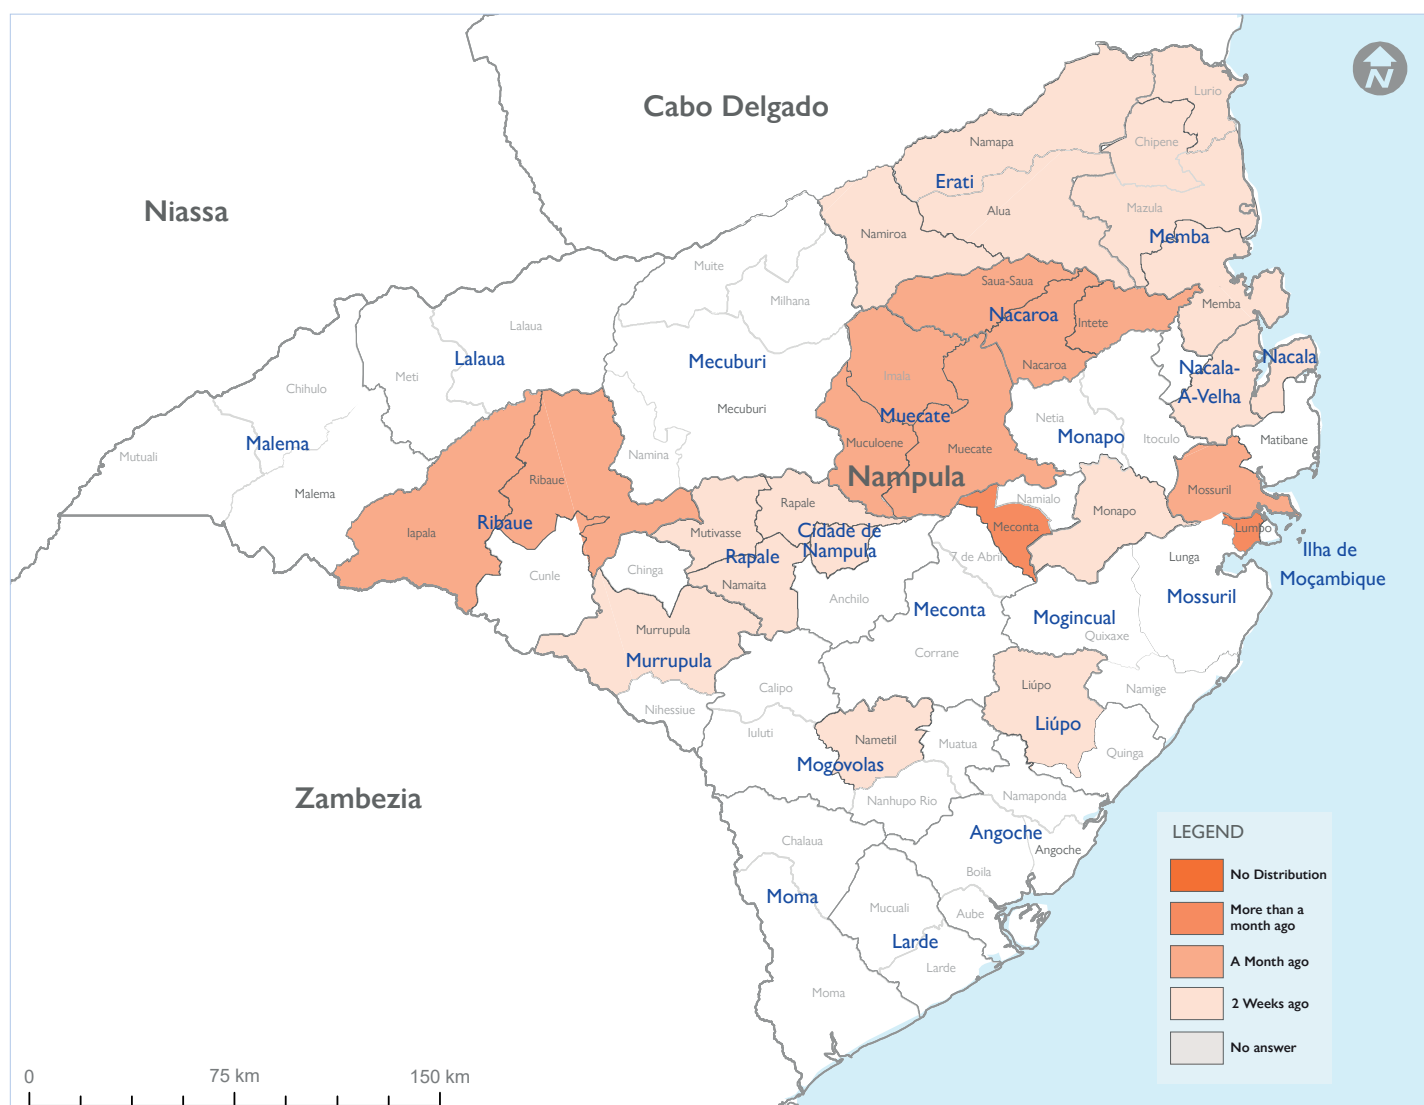 N
Cabo Delgado
Niassa
Zambezia
Nampula
Lurio
Namapa
Chipene
Erati
Alua
Mazula
Namiroa
Memba
Muite
Milhana
Saua-Saua
Nacaroa
Intete
Memba
Lalaua
Lalaua
Mecuburi
Nacaroa
Nacala
Nacala-
A-Velha
Meti
Imala
Chihulo
Mecuburi
Muecate
Netia
Monapo
Itoculo
Matibane
Malema
Mutuali
Namina
Muculoene
Muecate
Malema
Ribaue
Mossuril
Namialo
Monapo
Rapale
Iapala
Ribaue
Mutivasse
Cidade de
Nampula
Meconta
Lumbo
Rapale
7 de Abril
Lunga
Ilha de
Moçambique
Cunle
Chinga
Namaita
Anchilo
Meconta
Mossuril
Mogincual
Quixaxe
Murrupula
Murrupula
Corrane
Calipo
Liúpo
Namige
Nihessiue
Iuluti
Liúpo
Nametil
Muatua
Quinga
Mogovolas
Nanhupo Rio
Namaponda
Chalaua
Angoche
Angoche
Boila
Moma
Mucuali
Aube
Larde
Larde
Moma
LEGEND
No Distribution
More than a
month ago
A Month ago
2 Weeks ago
No answer
0 75 km 150 km